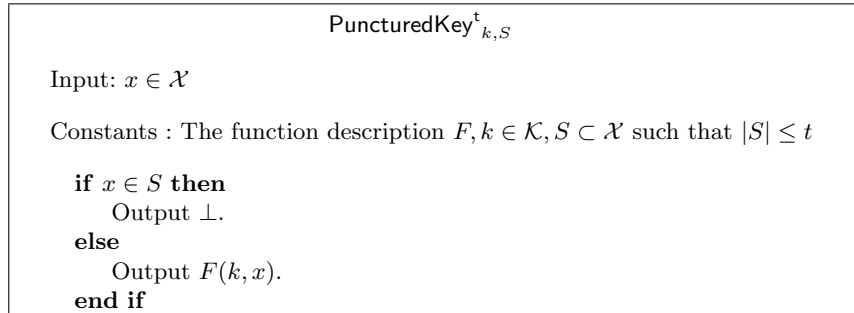 PuncturedKey^t_{k,S}
Input: x ∈ 𝒳
Constants : The function description F, k ∈ 𝒦, S ⊂ 𝒳 such that |S| ≤ t
if x ∈ S then
Output ⊥.
else
Output F(k, x).
end if